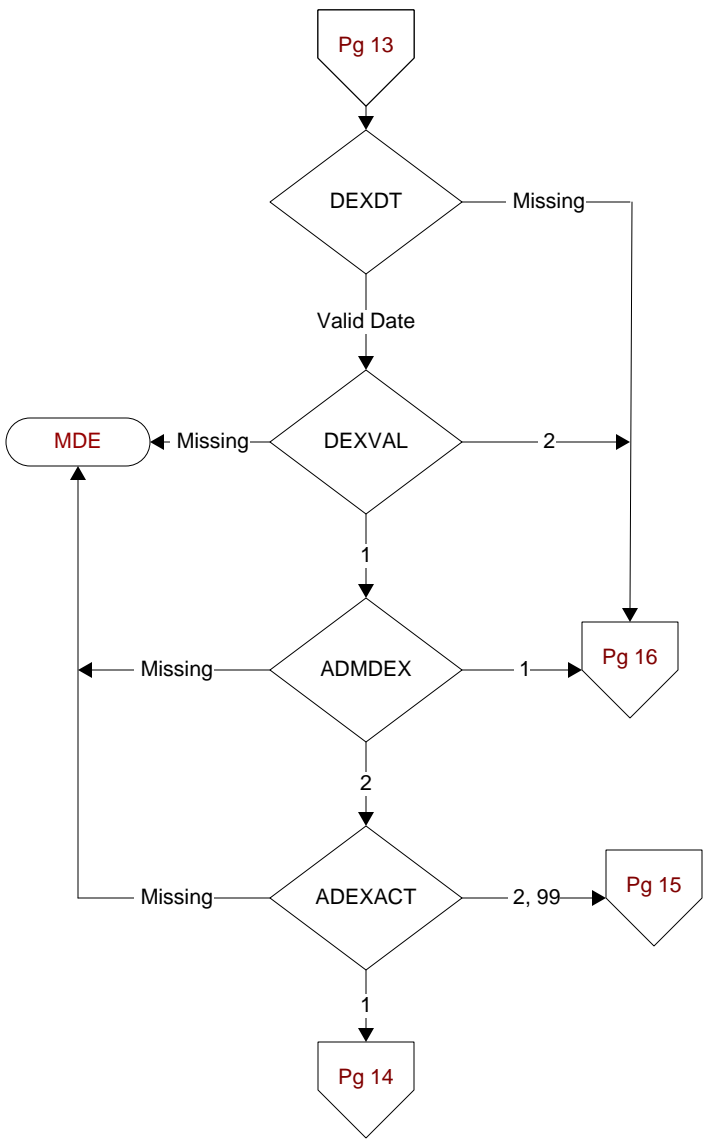 Pg 13
DEXDT
Missing
Valid Date
MDE
Missing
DEXVAL
2
1
Missing
ADMDEX
1
Pg 16
2
Missing
ADEXACT
2, 99
Pg 15
1
Pg 14